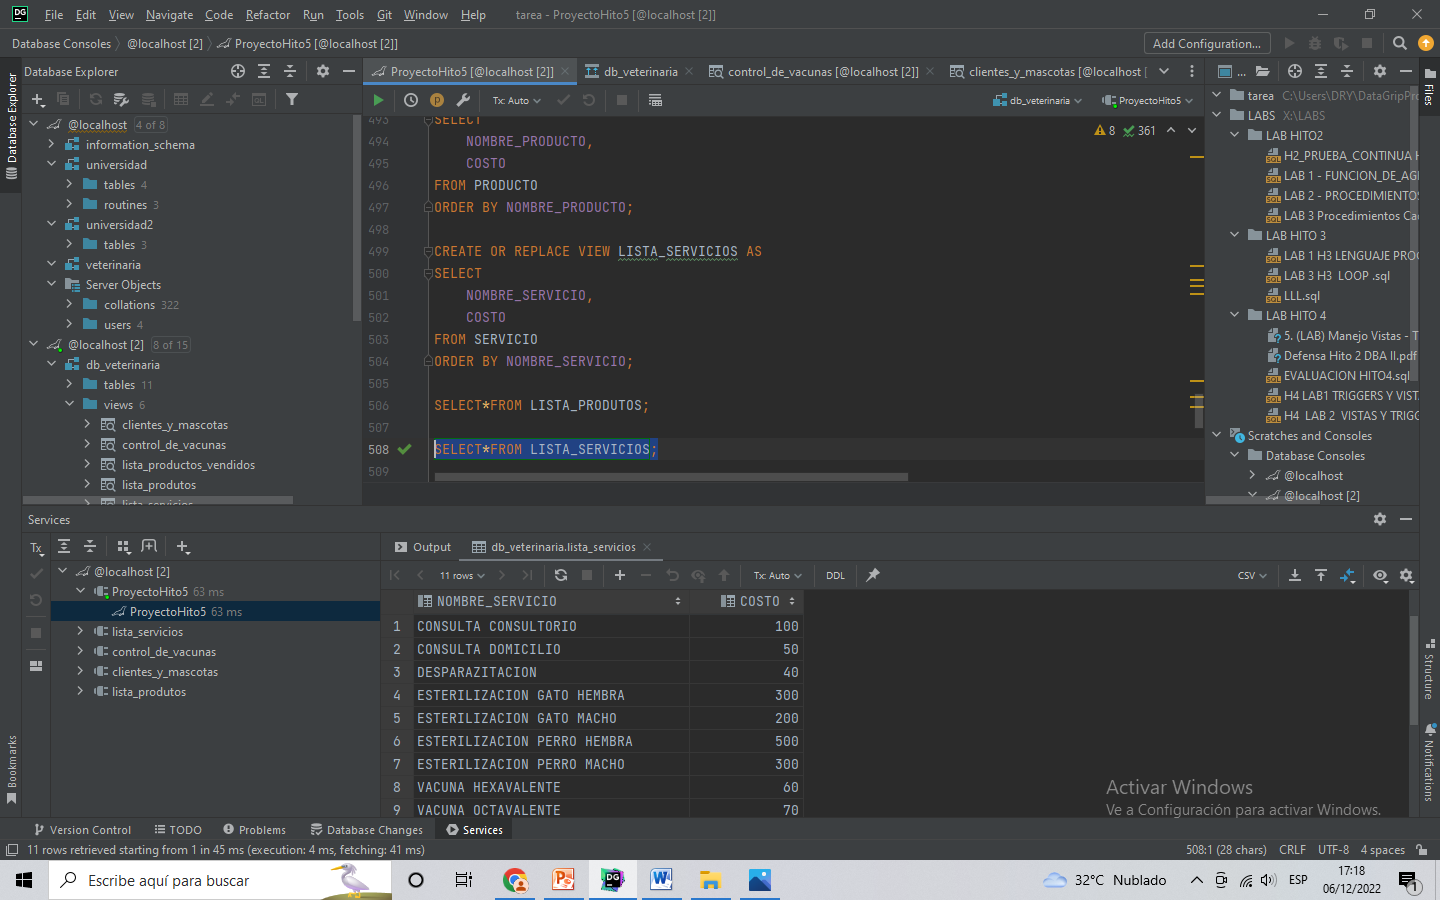 DG File Edit View Navigate Code Refactor Run Tools Git Window Help tarea - ProyectoHito5 [@localhost [2]]
Database Consoles @localhost [2] ProyectoHito5 [@localhost [2]] Add Configuration...
Database Explorer
@localhost 4 of 8
information_schema
universidad
tables 4
routines 3
universidad2
tables 3
veterinaria
Server Objects
collations 322
users 4
@localhost [2] 8 of 15
db_veterinaria
tables 11
views 6
clientes_y_mascotas
control_de_vacunas
lista_productos_vendidos
lista_produtos
lista_servicios
Database Explorer
Bookmarks
ProyectoHito5 [@localhost [2]] db_veterinaria control_de_vacunas [@localhost [2]] clientes_y_mascotas [@localhost [
Tx: Auto db_veterinaria ProyectoHito5
8 361
493 SELECT
494 NOMBRE_PRODUCTO,
495 COSTO
496 FROM PRODUCTO
497 ORDER BY NOMBRE_PRODUCTO;
498
499 CREATE OR REPLACE VIEW LISTA_SERVICIOS AS
500 SELECT
501 NOMBRE_SERVICIO,
502 COSTO
503 FROM SERVICIO
504 ORDER BY NOMBRE_SERVICIO;
505
506 SELECT*FROM LISTA_PRODUTOS;
507
508 SELECT*FROM LISTA_SERVICIOS;
509
...
tarea C:\Users\DRY\DataGripPro
LABS X:\LABS
LAB HITO2
H2_PRUEBA_CONTINUA H
LAB 1 - FUNCION_DE_AG
LAB 2 - PROCEDIMIENTOS
LAB 3 Procedimientos Ca
LAB HITO 3
LAB 1 H3 LENGUAJE PROC
LAB 3 H3 LOOP .sql
LLL.sql
LAB HITO 4
5. (LAB) Manejo Vistas - T
Defensa Hito 2 DBA II.pdf
EVALUACION HITO4.sql
H4 LAB1 TRIGGERS Y VIST
H4 LAB 2 VISTAS Y TRIGG
Scratches and Consoles
Database Consoles
@localhost
@localhost [2]
Files
Structure
Notifications
Services
Tx
@localhost [2]
ProyectoHito5 63 ms
ProyectoHito5 63 ms
lista_servicios
control_de_vacunas
clientes_y_mascotas
lista_produtos
Output db_veterinaria.lista_servicios
11 rows Tx: Auto DDL CSV
NOMBRE_SERVICIO COSTO
1 CONSULTA CONSULTORIO 100
2 CONSULTA DOMICILIO 50
3 DESPARAZITACION 40
4 ESTERILIZACION GATO HEMBRA 300
5 ESTERILIZACION GATO MACHO 200
6 ESTERILIZACION PERRO HEMBRA 500
7 ESTERILIZACION PERRO MACHO 300
8 VACUNA HEXAVALENTE 60
9 VACUNA OCTAVALENTE 70
Activar Windows
Ve a Configuración para activar Windows.
Version Control TODO Problems Database Changes Services
11 rows retrieved starting from 1 in 45 ms (execution: 4 ms, fetching: 41 ms) 508:1 (28 chars) CRLF UTF-8 4 spaces
Escribe aquí para buscar 32°C Nublado ESP 17:18
06/12/2022 1